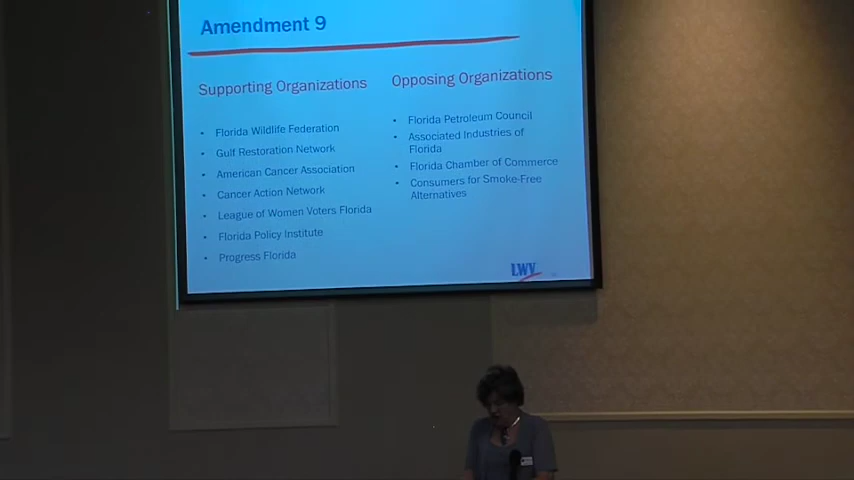 Amendment 9
Supporting Organizations
• Florida Wildlife Federation
• Gulf Restoration Network
• American Cancer Association
• Cancer Action Network
• League of Women Voters Florida
• Florida Policy Institute
• Progress Florida
Opposing Organizations
• Florida Petroleum Council
• Associated Industries of
Florida
• Florida Chamber of Commerce
• Consumers for Smoke-Free
Alternatives
LWV